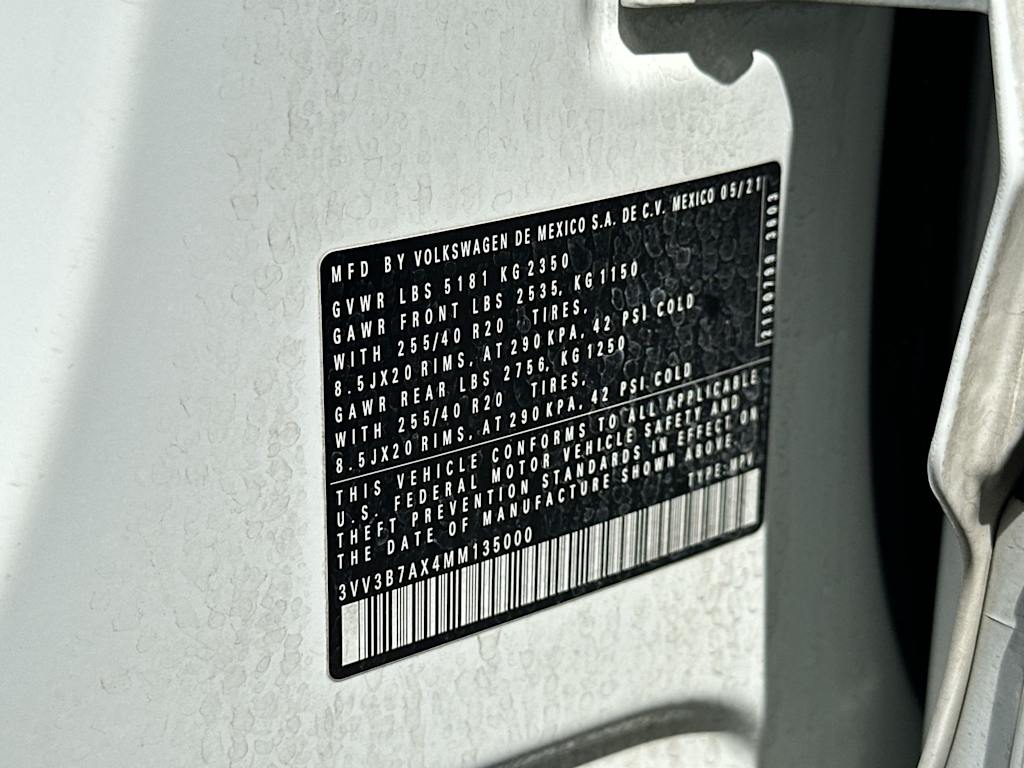 MFD BY VOLKSWAGEN DE MEXICO S.A. DE C.V. MEXICO 05/21
GVWR LBS 5181 KG 2350
GAWR FRONT LBS 2535, KG 1150
WITH 255/40 R20 TIRES,
8.5JX20 RIMS, AT 290 KPA, 42 PSI COLD
GAWR REAR LBS 2756, KG 1250
WITH 255/40 R20 TIRES,
8.5JX20 RIMS, AT 290 KPA, 42 PSI COLD
THIS VEHICLE CONFORMS TO ALL APPLICABLE
U.S. FEDERAL MOTOR VEHICLE SAFETY AND
THEFT PREVENTION STANDARDS IN EFFECT ON
THE DATE OF MANUFACTURE SHOWN ABOVE.
3VV3B7AX4MM135000
TYPE: MPV